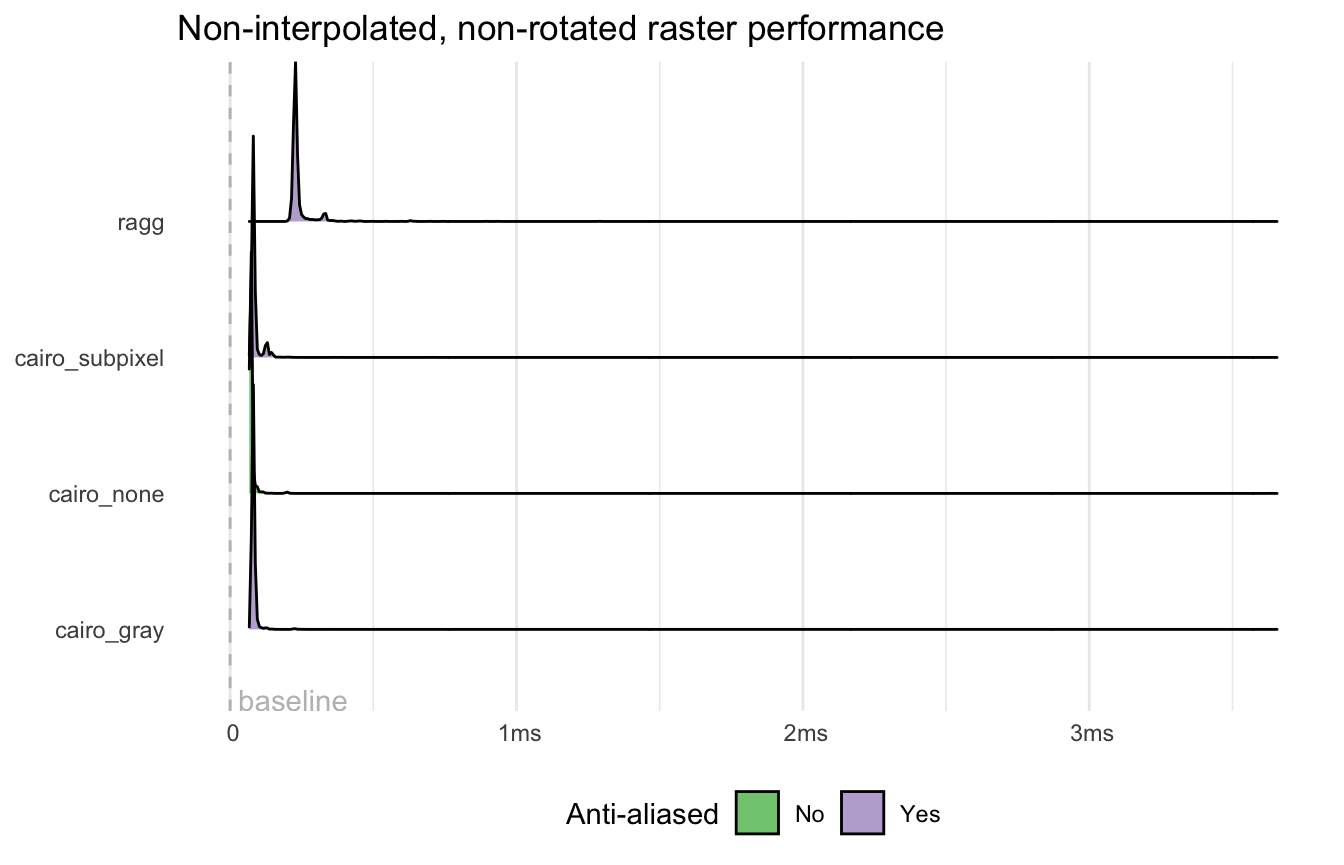 Non-interpolated, non-rotated raster performance
ragg
cairo_subpixel
cairo_none
cairo_gray
baseline
0 1ms 2ms 3ms
Anti-aliased No Yes